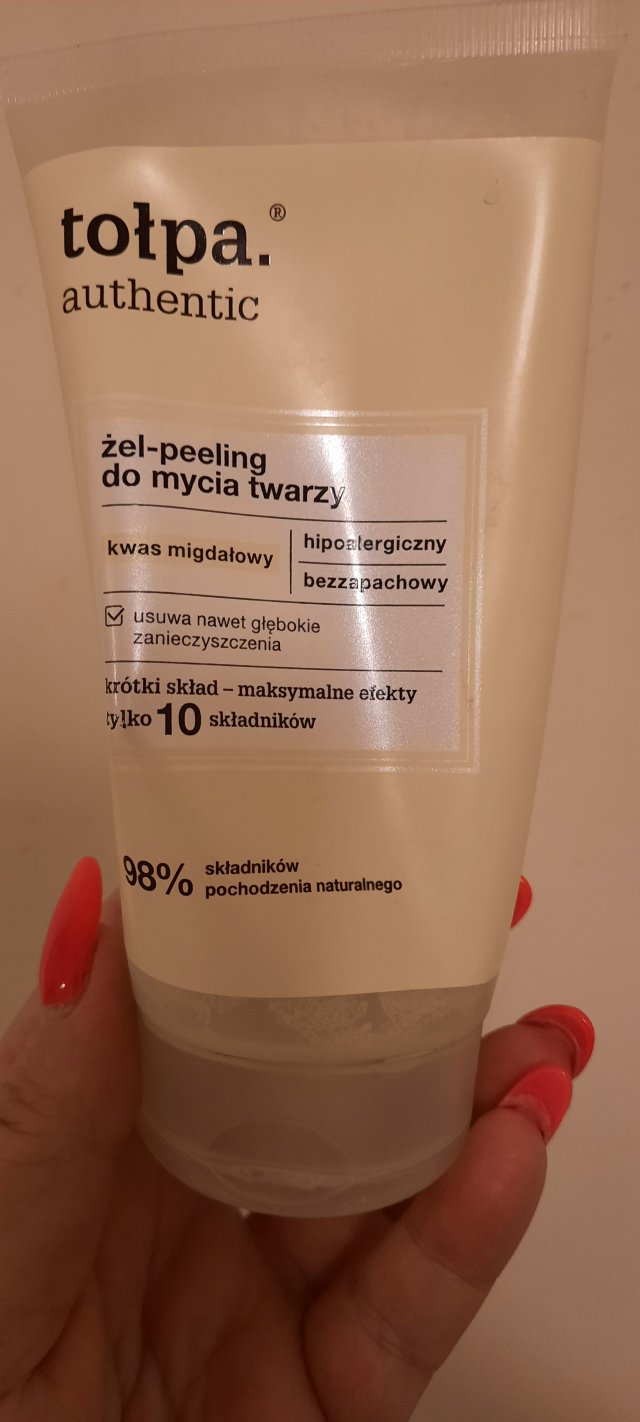 tołpa.®
authentic
żel-peeling
do mycia twarzy
kwas migdałowy
hipoalergiczny
bezzapachowy
usuwa nawet głębokie
zanieczyszczenia
krótki skład – maksymalne efekty
tylko 10 składników
98% składników
pochodzenia naturalnego